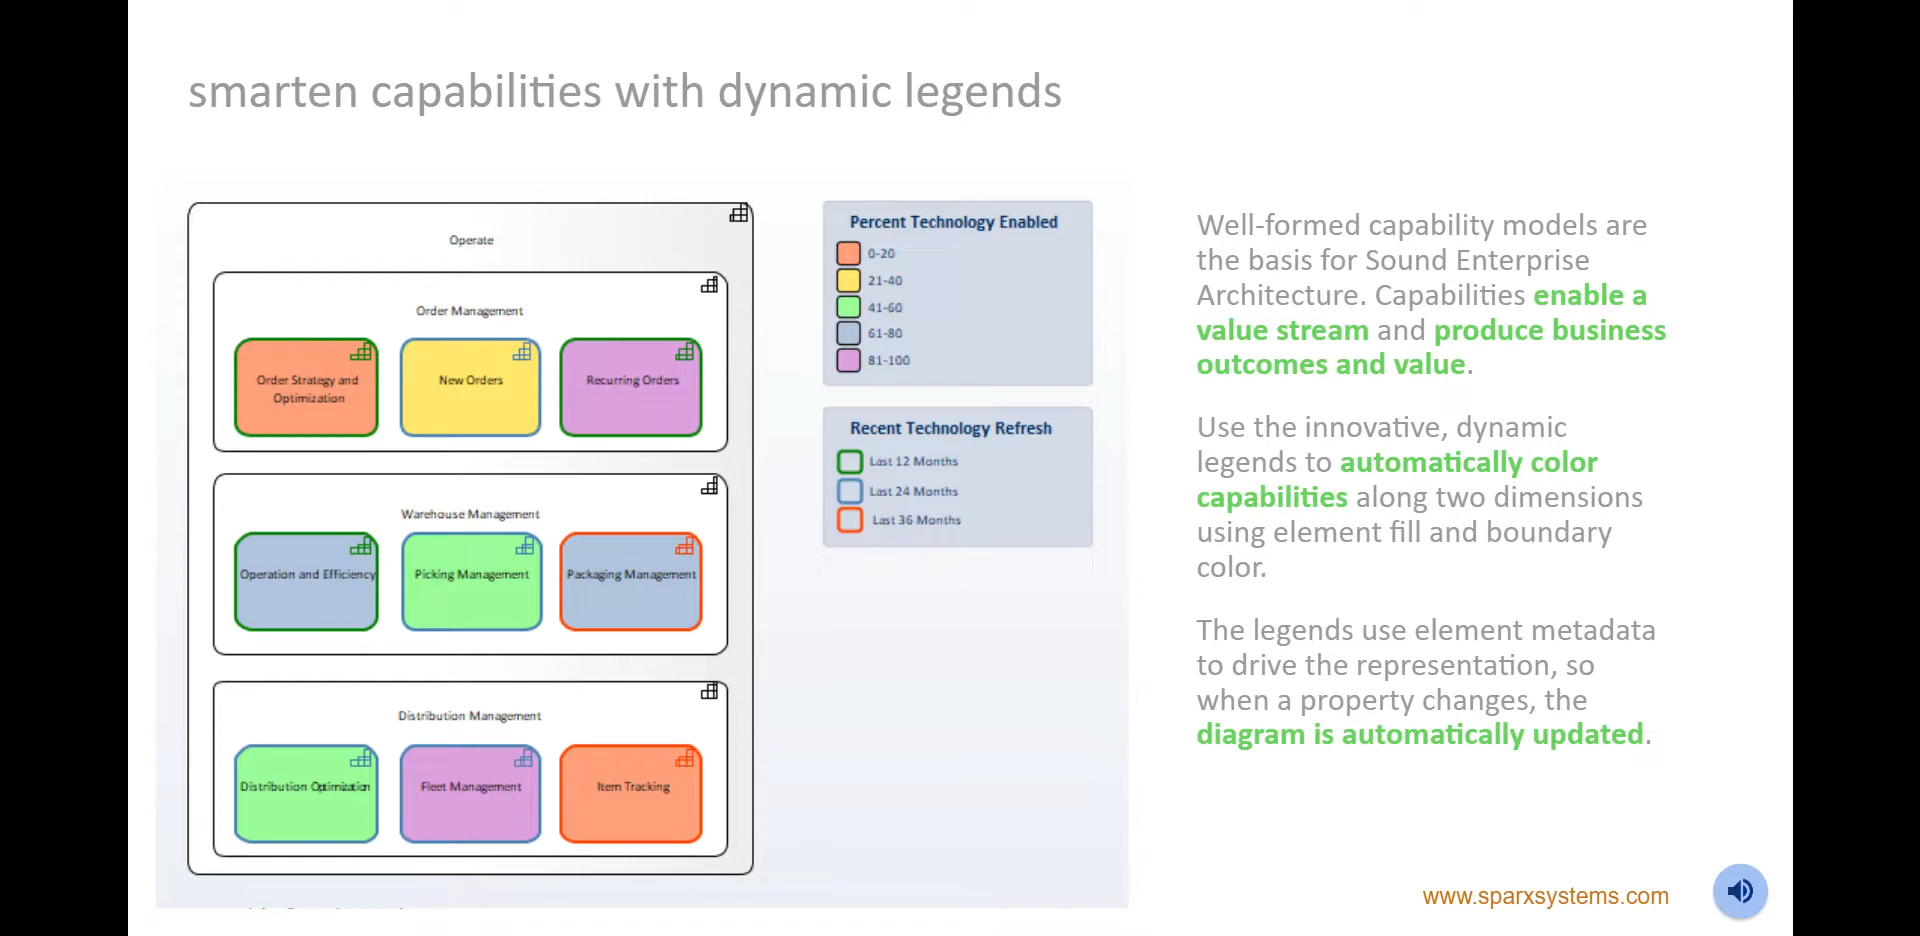 smarten capabilities with dynamic legends
Operate
Order Management
Order Strategy and
Optimization
New Orders
Recurring Orders
Warehouse Management
Operation and Efficiency
Picking Management
Packaging Management
Distribution Management
Distribution Optimization
Fleet Management
Item Tracking
Percent Technology Enabled
0-20
21-40
41-60
61-80
81-100
Recent Technology Refresh
Last 12 Months
Last 24 Months
Last 36 Months
Well-formed capability models are
the basis for Sound Enterprise
Architecture. Capabilities enable a
value stream and produce business
outcomes and value.
Use the innovative, dynamic
legends to automatically color
capabilities along two dimensions
using element fill and boundary
color.
The legends use element metadata
to drive the representation, so
when a property changes, the
diagram is automatically updated.
www.sparxsystems.com